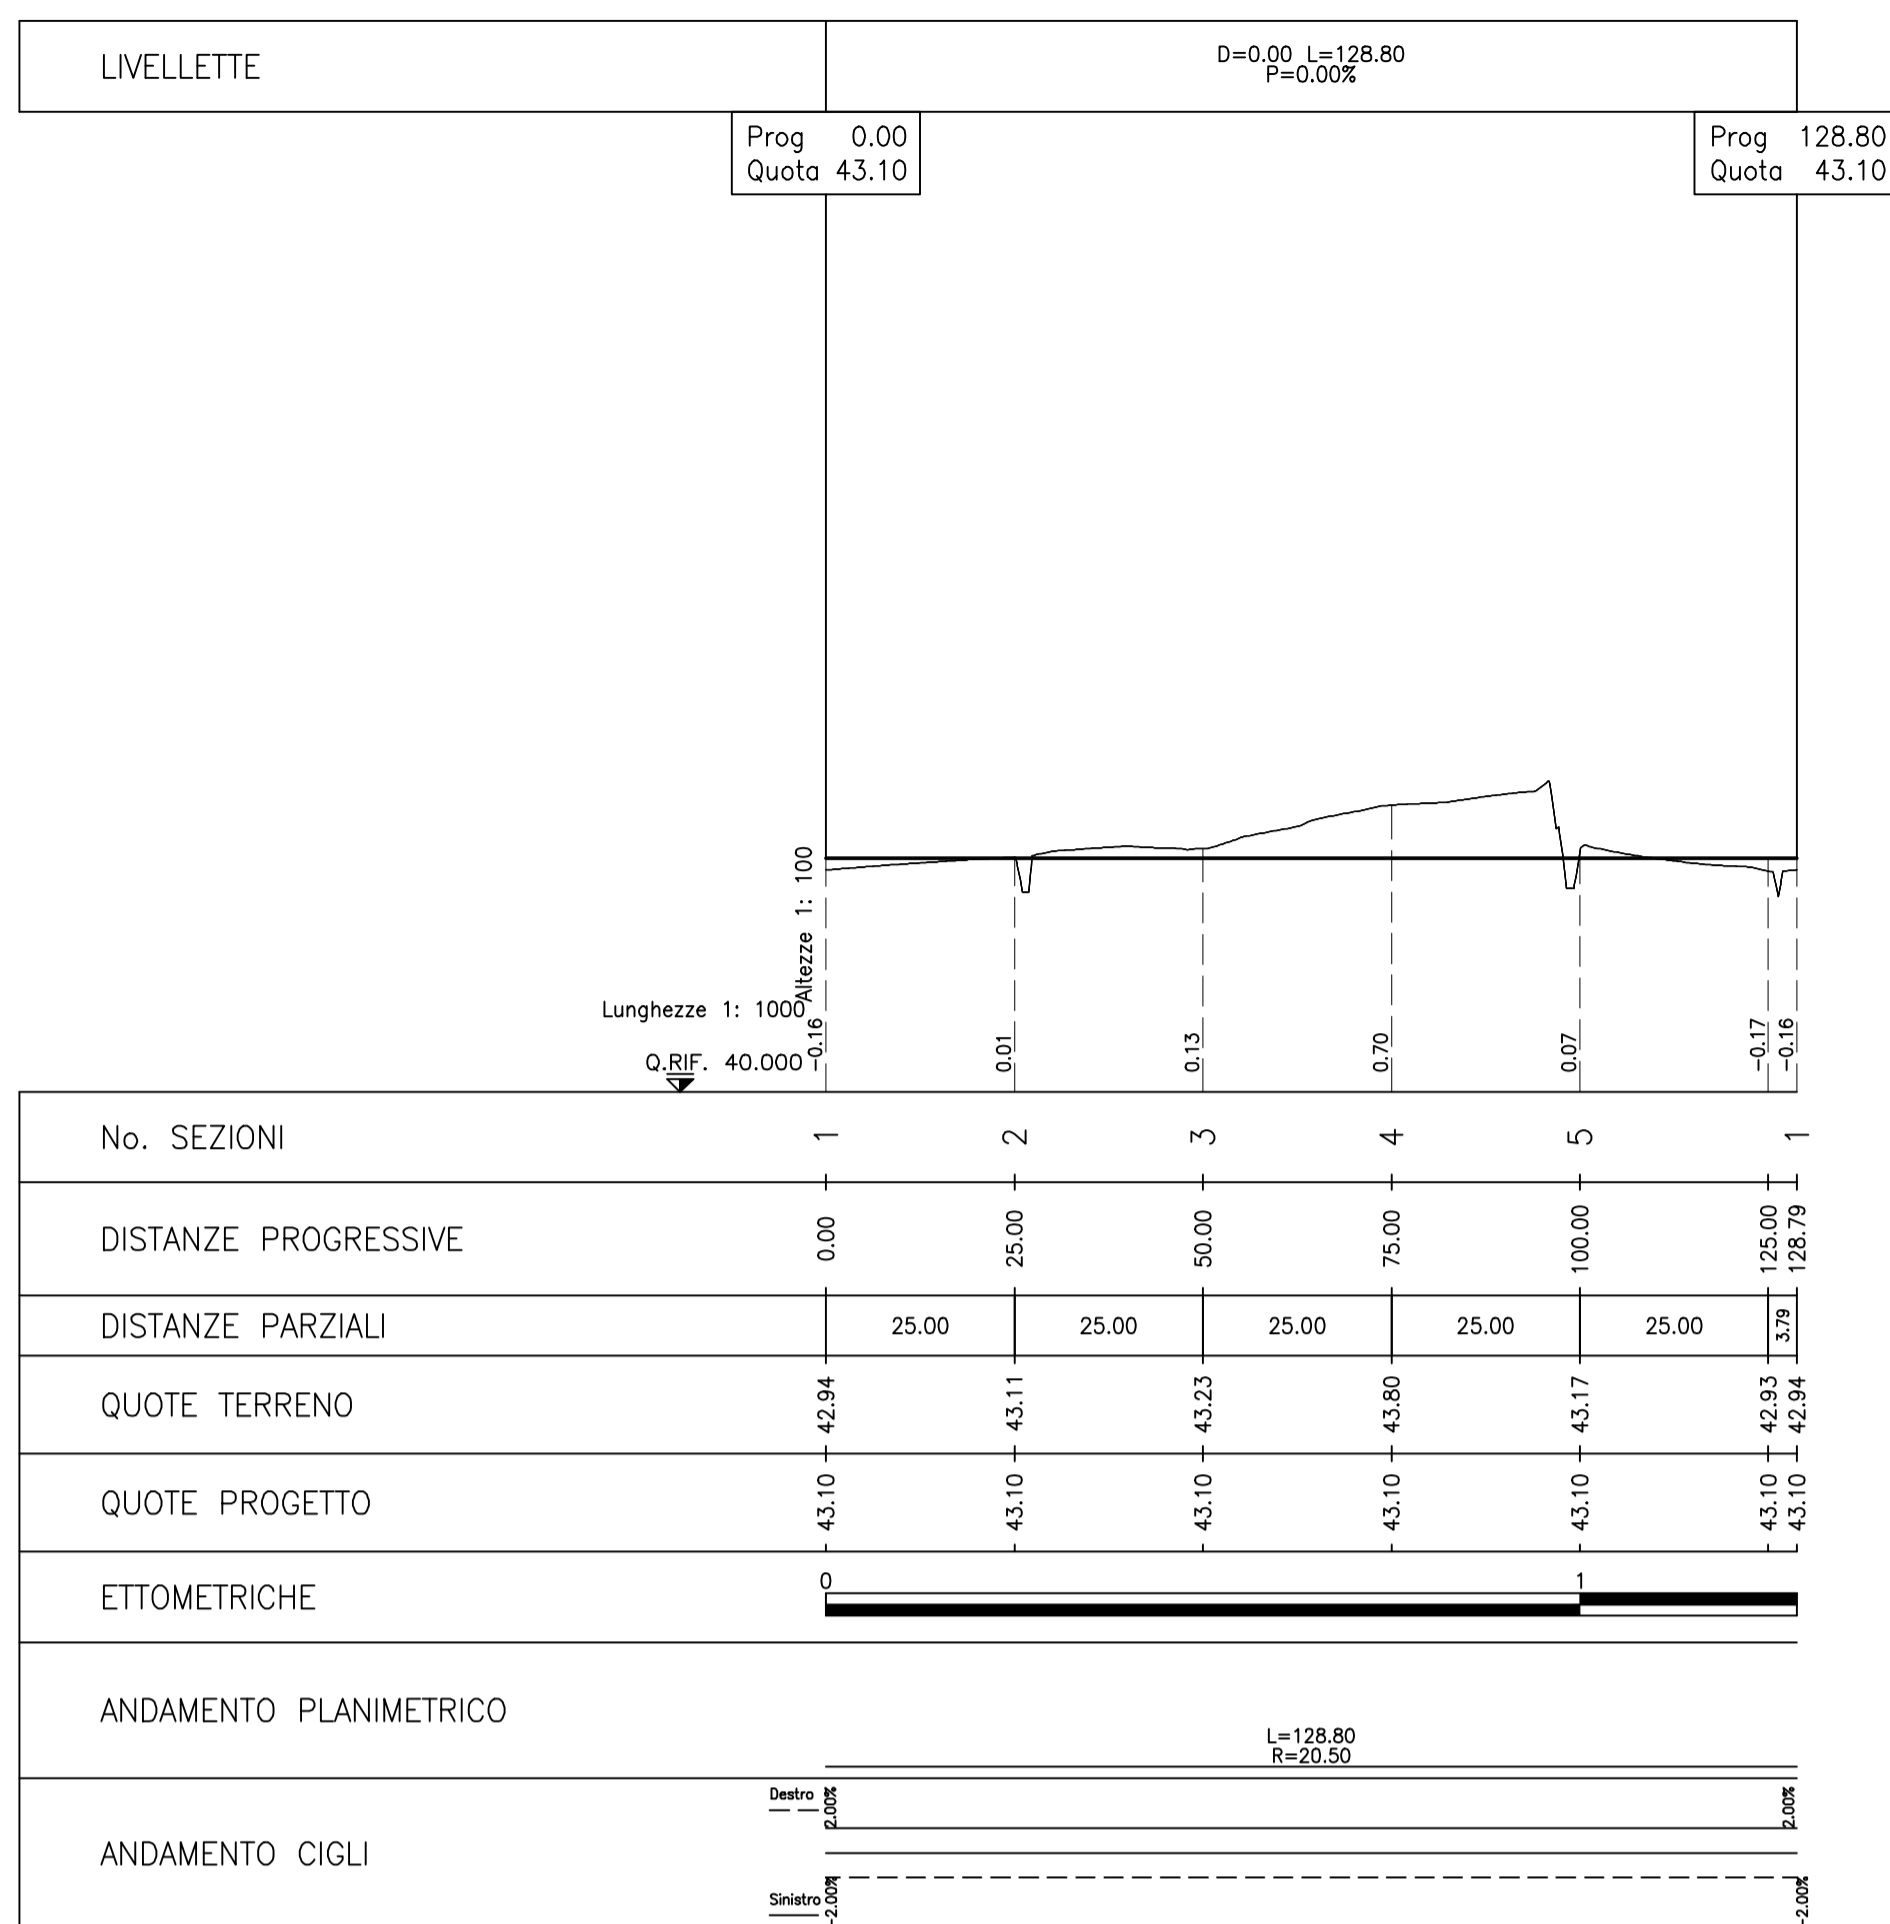 LIVELLETTE
D=0.00 L=128.80
P=0.00%
Prog 0.00
Quota 43.10
Prog 128.80
Quota 43.10
Altezze 1: 100
Lunghezze 1: 1000
Q.RIF. 40.000
-0.16 0.01 0.13 0.70 0.07 -0.17 -0.16
No. SEZIONI 1 2 3 4 5 1
DISTANZE PROGRESSIVE 0.00 25.00 50.00 75.00 100.00 125.00 128.79
DISTANZE PARZIALI 25.00 25.00 25.00 25.00 25.00 3.79
QUOTE TERRENO 42.94 43.11 43.23 43.80 43.17 42.93 42.94
QUOTE PROGETTO 43.10 43.10 43.10 43.10 43.10 43.10 43.10
ETTOMETRICHE 0 1
ANDAMENTO PLANIMETRICO
L=128.80
R=20.50
ANDAMENTO CIGLI
Destro 2.00% 2.00%
Sinistro -2.00% -2.00%